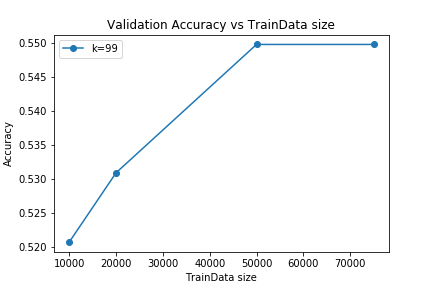 Validation Accuracy vs TrainData size
k=99
Accuracy
0.550
0.545
0.540
0.535
0.530
0.525
0.520
10000 20000 30000 40000 50000 60000 70000
TrainData size